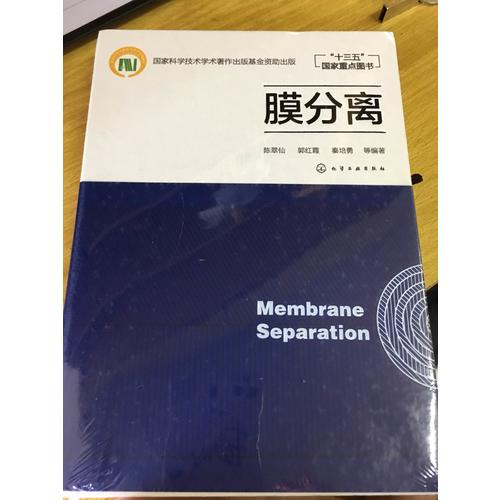 国家科学技术学术著作出版基金资助出版
“十三五”
国家重点图书
膜分离
陈翠仙 郭红霞 秦培勇 等编著
化学工业出版社
Membrane
Separation